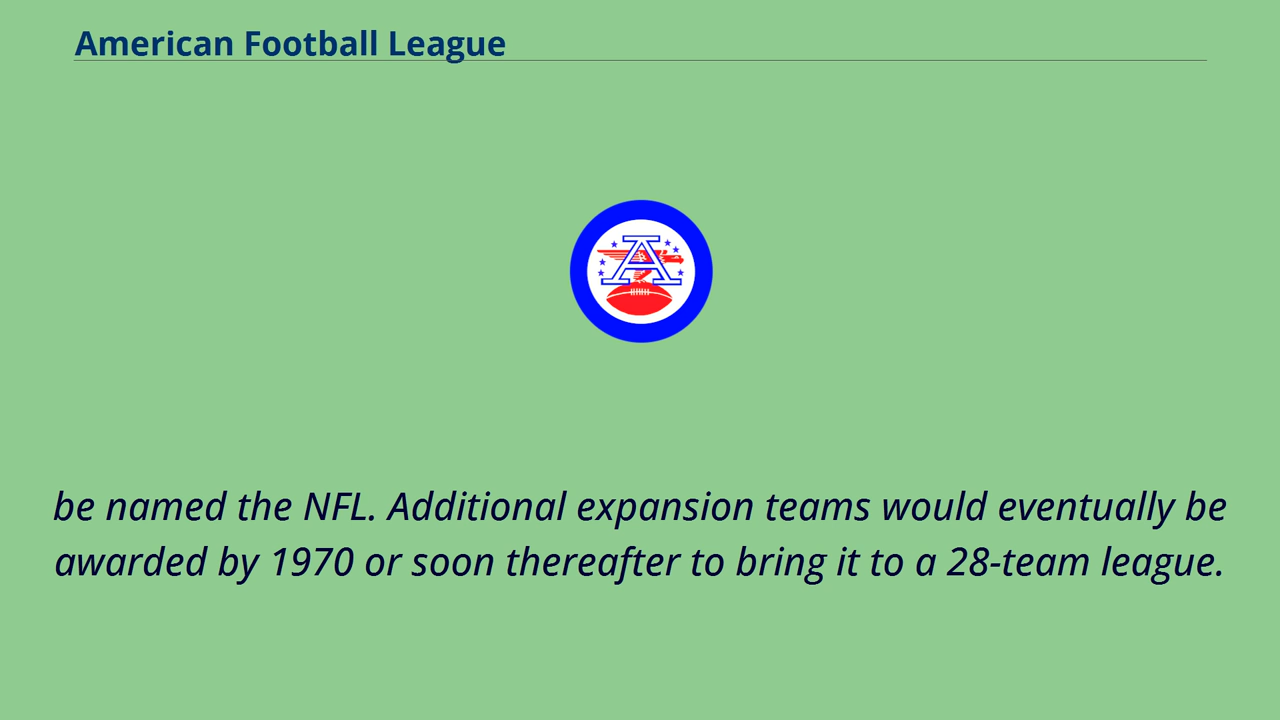 American Football League
A
be named the NFL. Additional expansion teams would eventually be
awarded by 1970 or soon thereafter to bring it to a 28-team league.